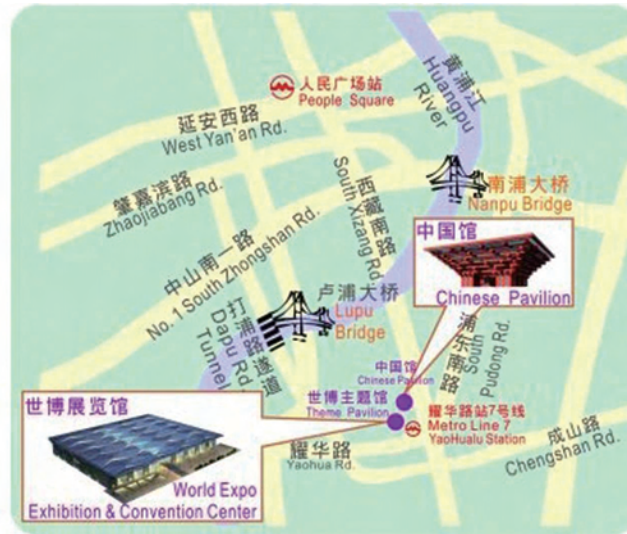 人民广场站
People Square
黄浦江
Huangpu
River
延安西路
West Yan'an Rd.
肇嘉滨路
Zhaojiabang Rd.
西藏南路
South Xizang Rd.
南浦大桥
Nanpu Bridge
中国馆
Chinese Pavilion
中山南一路
No. 1 South Zhongshan Rd.
卢浦大桥
Lupu
Bridge
打浦路遂道
Dapu Rd.
Tunnel
浦东南路
South
Pudong Rd.
中国馆
Chinese Pavilion
世博主题馆
Theme Pavilion
耀华路站7号线
Metro Line 7
YaoHualu Station
世博展览馆
World Expo
Exhibition & Convention Center
耀华路
Yaohua Rd.
成山路
Chengshan Rd.